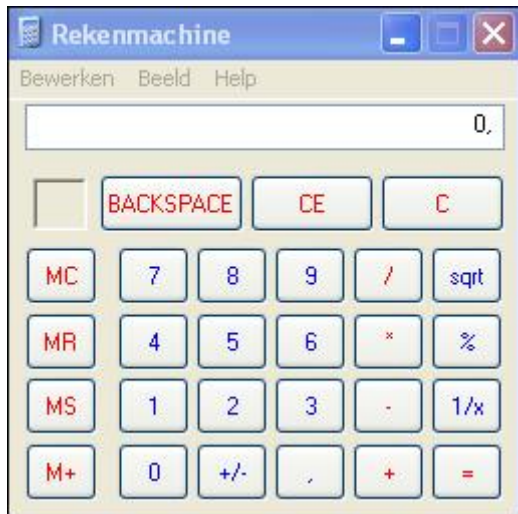 Rekenmachine
Bewerken Beeld Help
0,
BACKSPACE CE C
MC 7 8 9 / sqrt
MR 4 5 6 * %
MS 1 2 3 - 1/x
M+ 0 +/- , + =